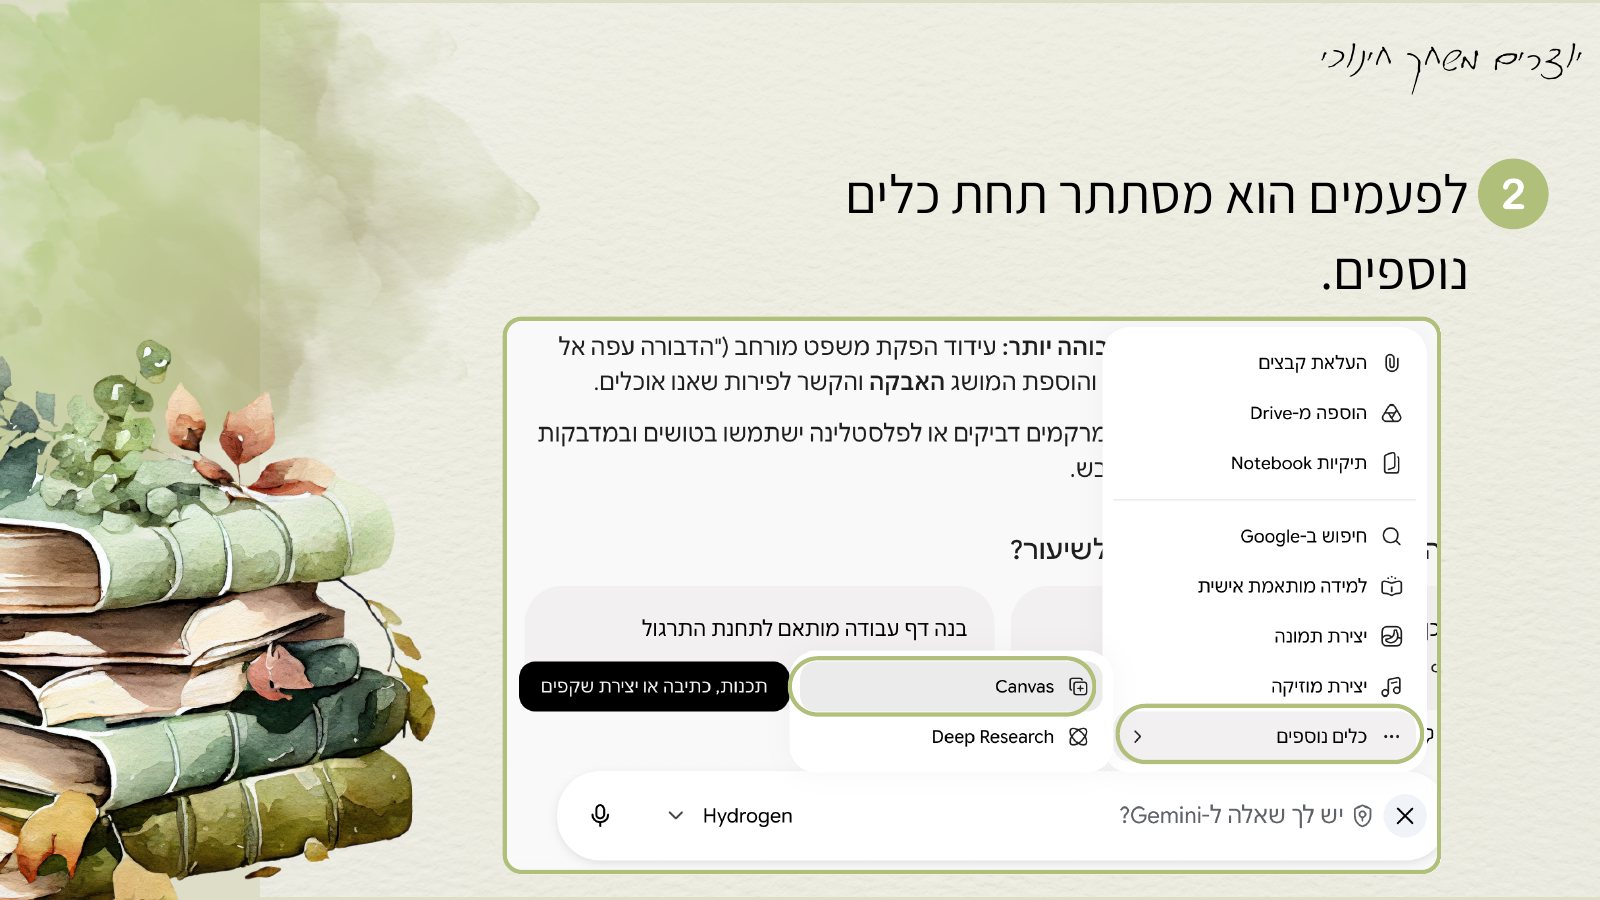 יוצרים משחק חינוכי
2
לפעמים הוא מסתתר תחת כלים
נוספים.
בוהה יותר: עידוד הפקת משפט מורחב ("הדבורה עפה אל
והוספת המושג האבקה והקשר לפירות שאנו אוכלים.
מרקמים דביקים או לפלסטלינה ישתמשו בטושים ובמדבקות
בש.
לשיעור?
בנה דף עבודה מותאם לתחנת התרגול
העלאת קבצים
הוספה מ-Drive
תיקיות Notebook
חיפוש ב-Google
למידה מותאמת אישית
יצירת תמונה
יצירת מוזיקה
כלים נוספים
Canvas
תכנות, כתיבה או יצירת שקפים
Deep Research
יש לך שאלה ל-Gemini?
Hydrogen